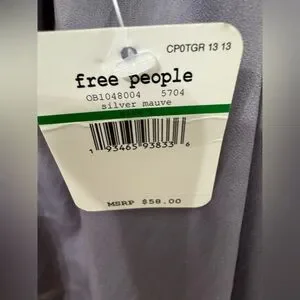 CP0TGR 13 13
free people
OB1048004 5704
silver mauve
1 93465 93833 6
MSRP $58.00